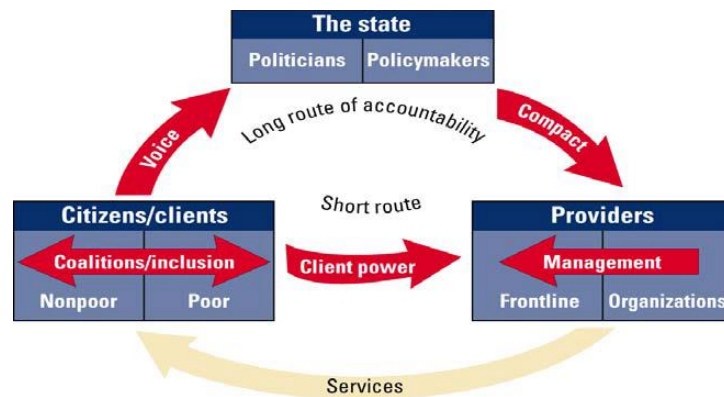 The state
Politicians Policymakers
Long route of accountability
Voice
Compact
Short route
Citizens/clients
Coalitions/inclusion
Nonpoor Poor
Client power
Providers
Management
Frontline Organizations
Services